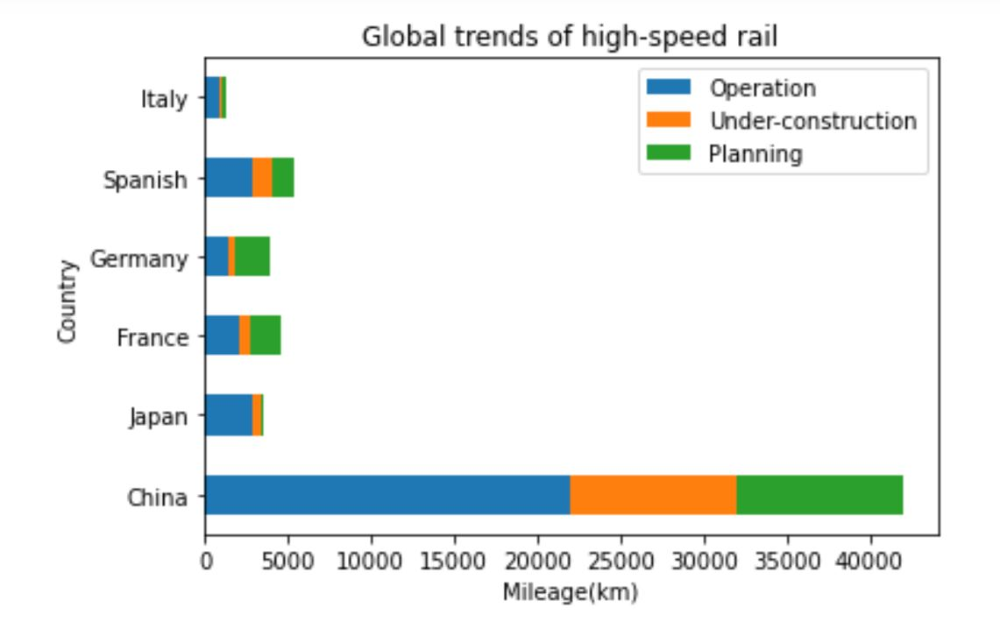 Global trends of high-speed rail
Operation
Under-construction
Planning
Country
Italy
Spanish
Germany
France
Japan
China
0 5000 10000 15000 20000 25000 30000 35000 40000
Mileage(km)